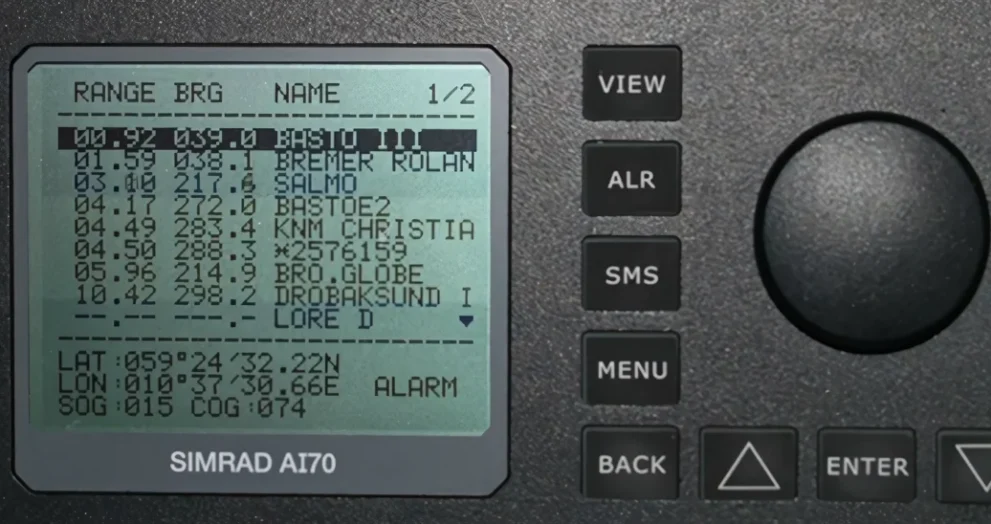 RANGE BRG NAME 1/2
00.92 039.0 BASTO III
01.59 038.1 BREMER ROLAN
217.6 SALMO
04.17 272.0 BASTOE2
04.49 283.4 KNM CHRISTIA
04.50 288.3 *2576159
05.96 214.9 BRO.GLOBE
10.42 298.2 DROBAKSUND I
--.-- ---.- LORE D
LAT:059°24'32.22N
LON:010°37'30.66E ALARM
SOG:015 COG:074
SIMRAD AI70
VIEW
ALR
SMS
MENU
BACK
ENTER